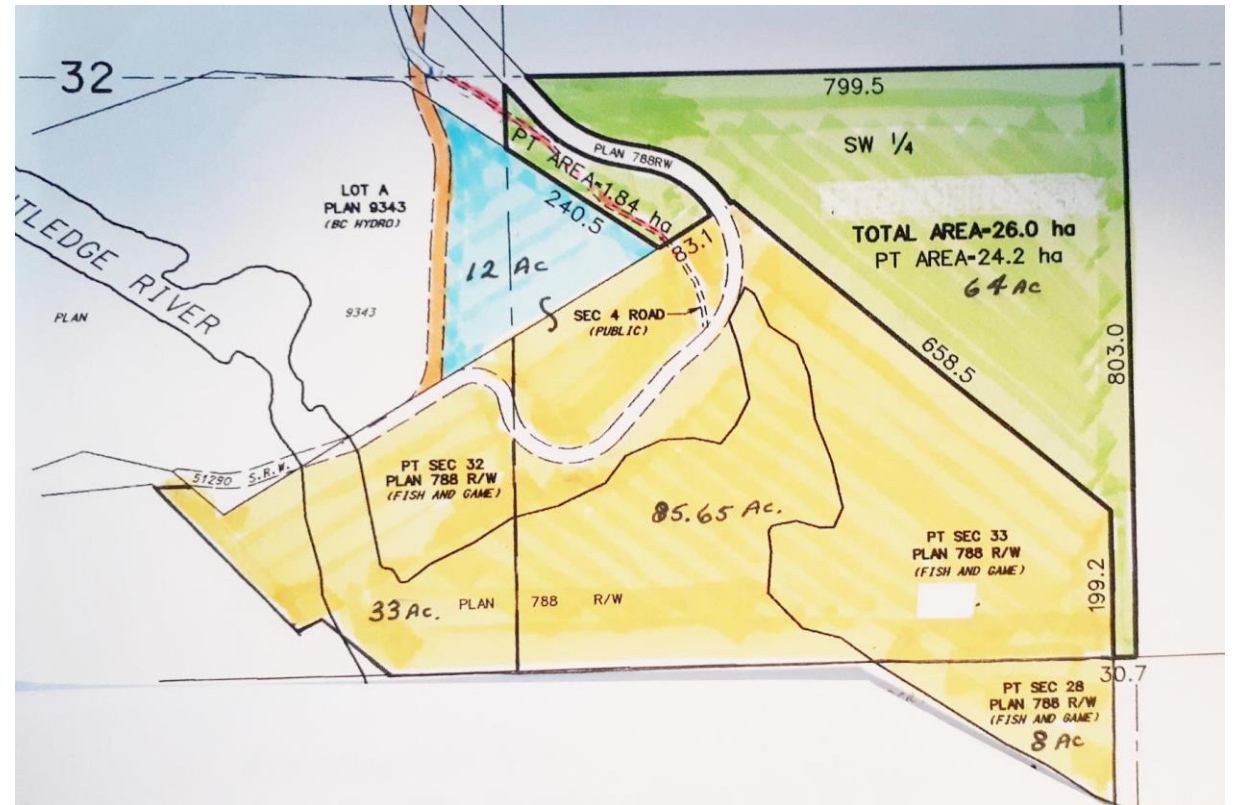 32
799.5
SW 1/4
PLAN 788RW
PT AREA=1.84 ha
240.5
83.1
LOT A
PLAN 9343
(BC HYDRO)
TOTAL AREA=26.0 ha
PT AREA=24.2 ha
64 AC
12 AC
TLEDGE RIVER
PLAN
9343
SEC 4 ROAD
(PUBLIC)
658.5
803.0
51290 S.R.W.
PT SEC 32
PLAN 788 R/W
(FISH AND GAME)
85.65 Ac.
PT SEC 33
PLAN 788 R/W
(FISH AND GAME)
199.2
33 Ac.
PLAN 788 R/W
30.7
PT SEC 28
PLAN 788 R/W
(FISH AND GAME)
8 Ac